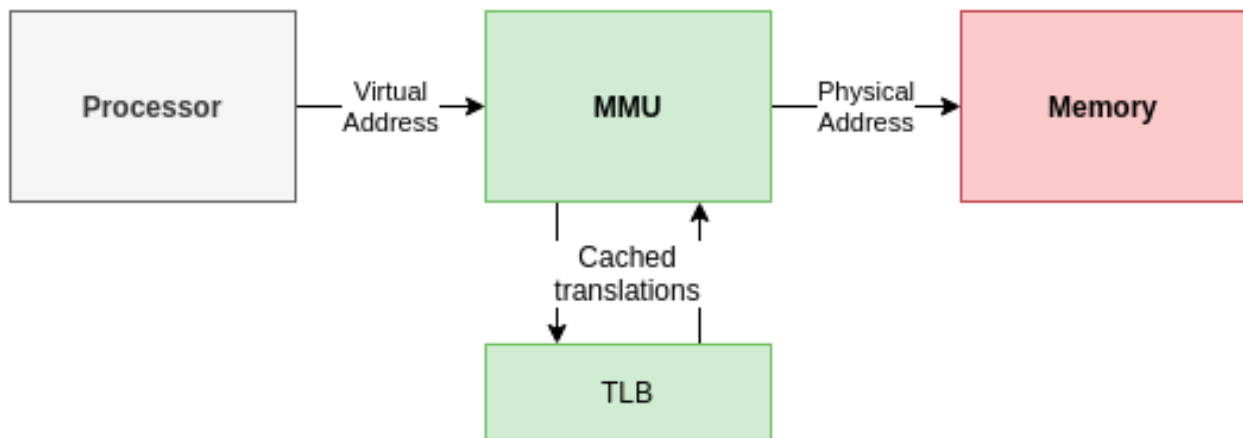 Processor
Virtual
Address
MMU
Physical
Address
Memory
Cached
translations
TLB